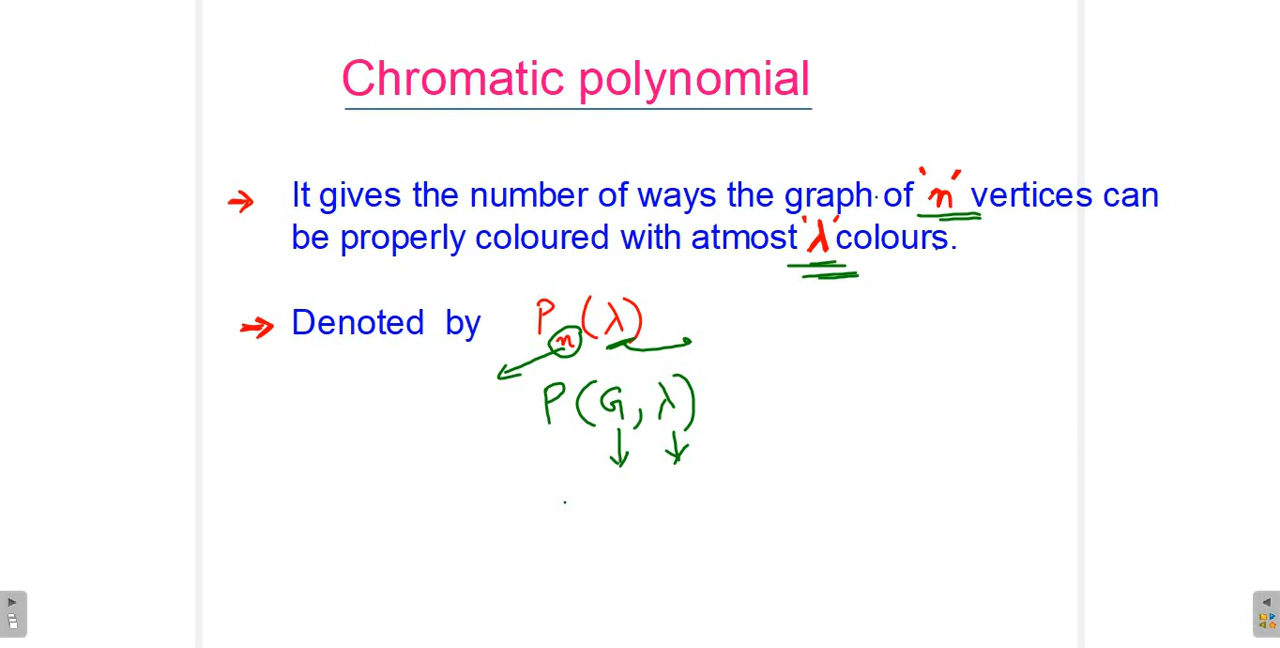 Chromatic polynomial
→ It gives the number of ways the graph of 'n' vertices can
be properly coloured with atmost 'λ' colours.
→ Denoted by Pn(λ)
P(G, λ)